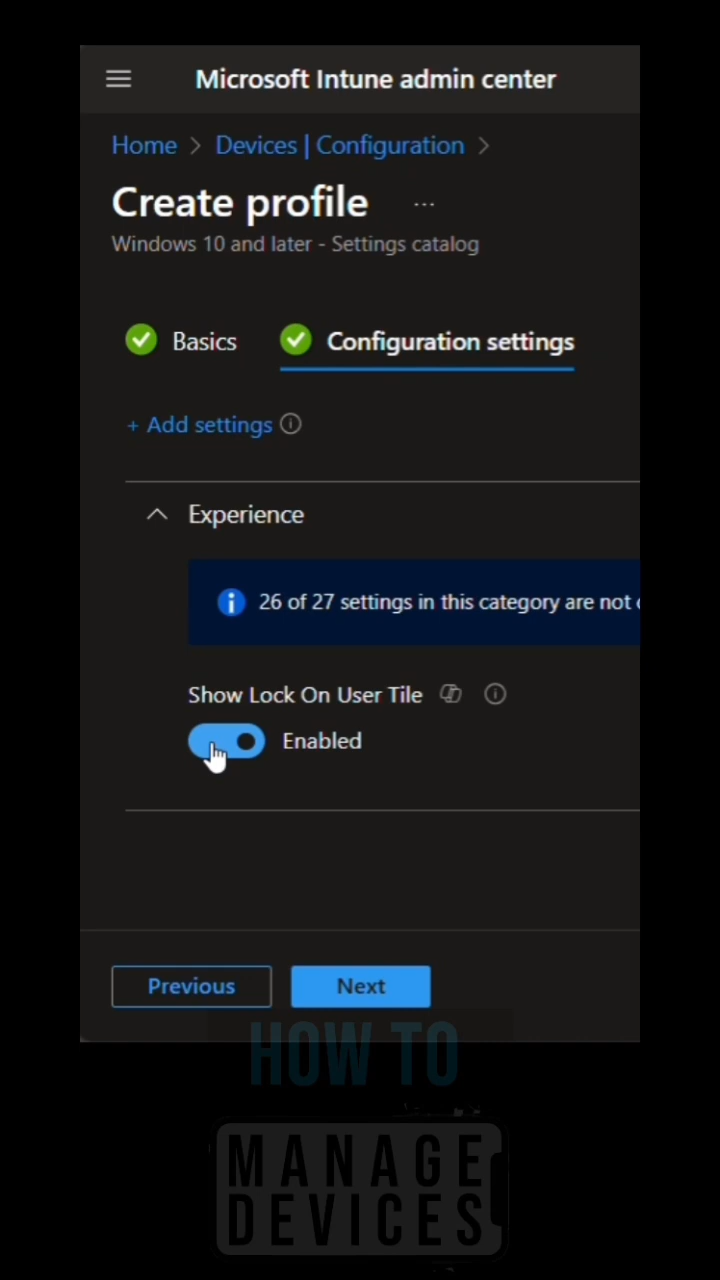 Microsoft Intune admin center
Home > Devices | Configuration >
Create profile ...
Windows 10 and later - Settings catalog
Basics Configuration settings
+ Add settings
Experience
26 of 27 settings in this category are not
Show Lock On User Tile
Enabled
Previous Next
HOW TO
MANAGE
DEVICES